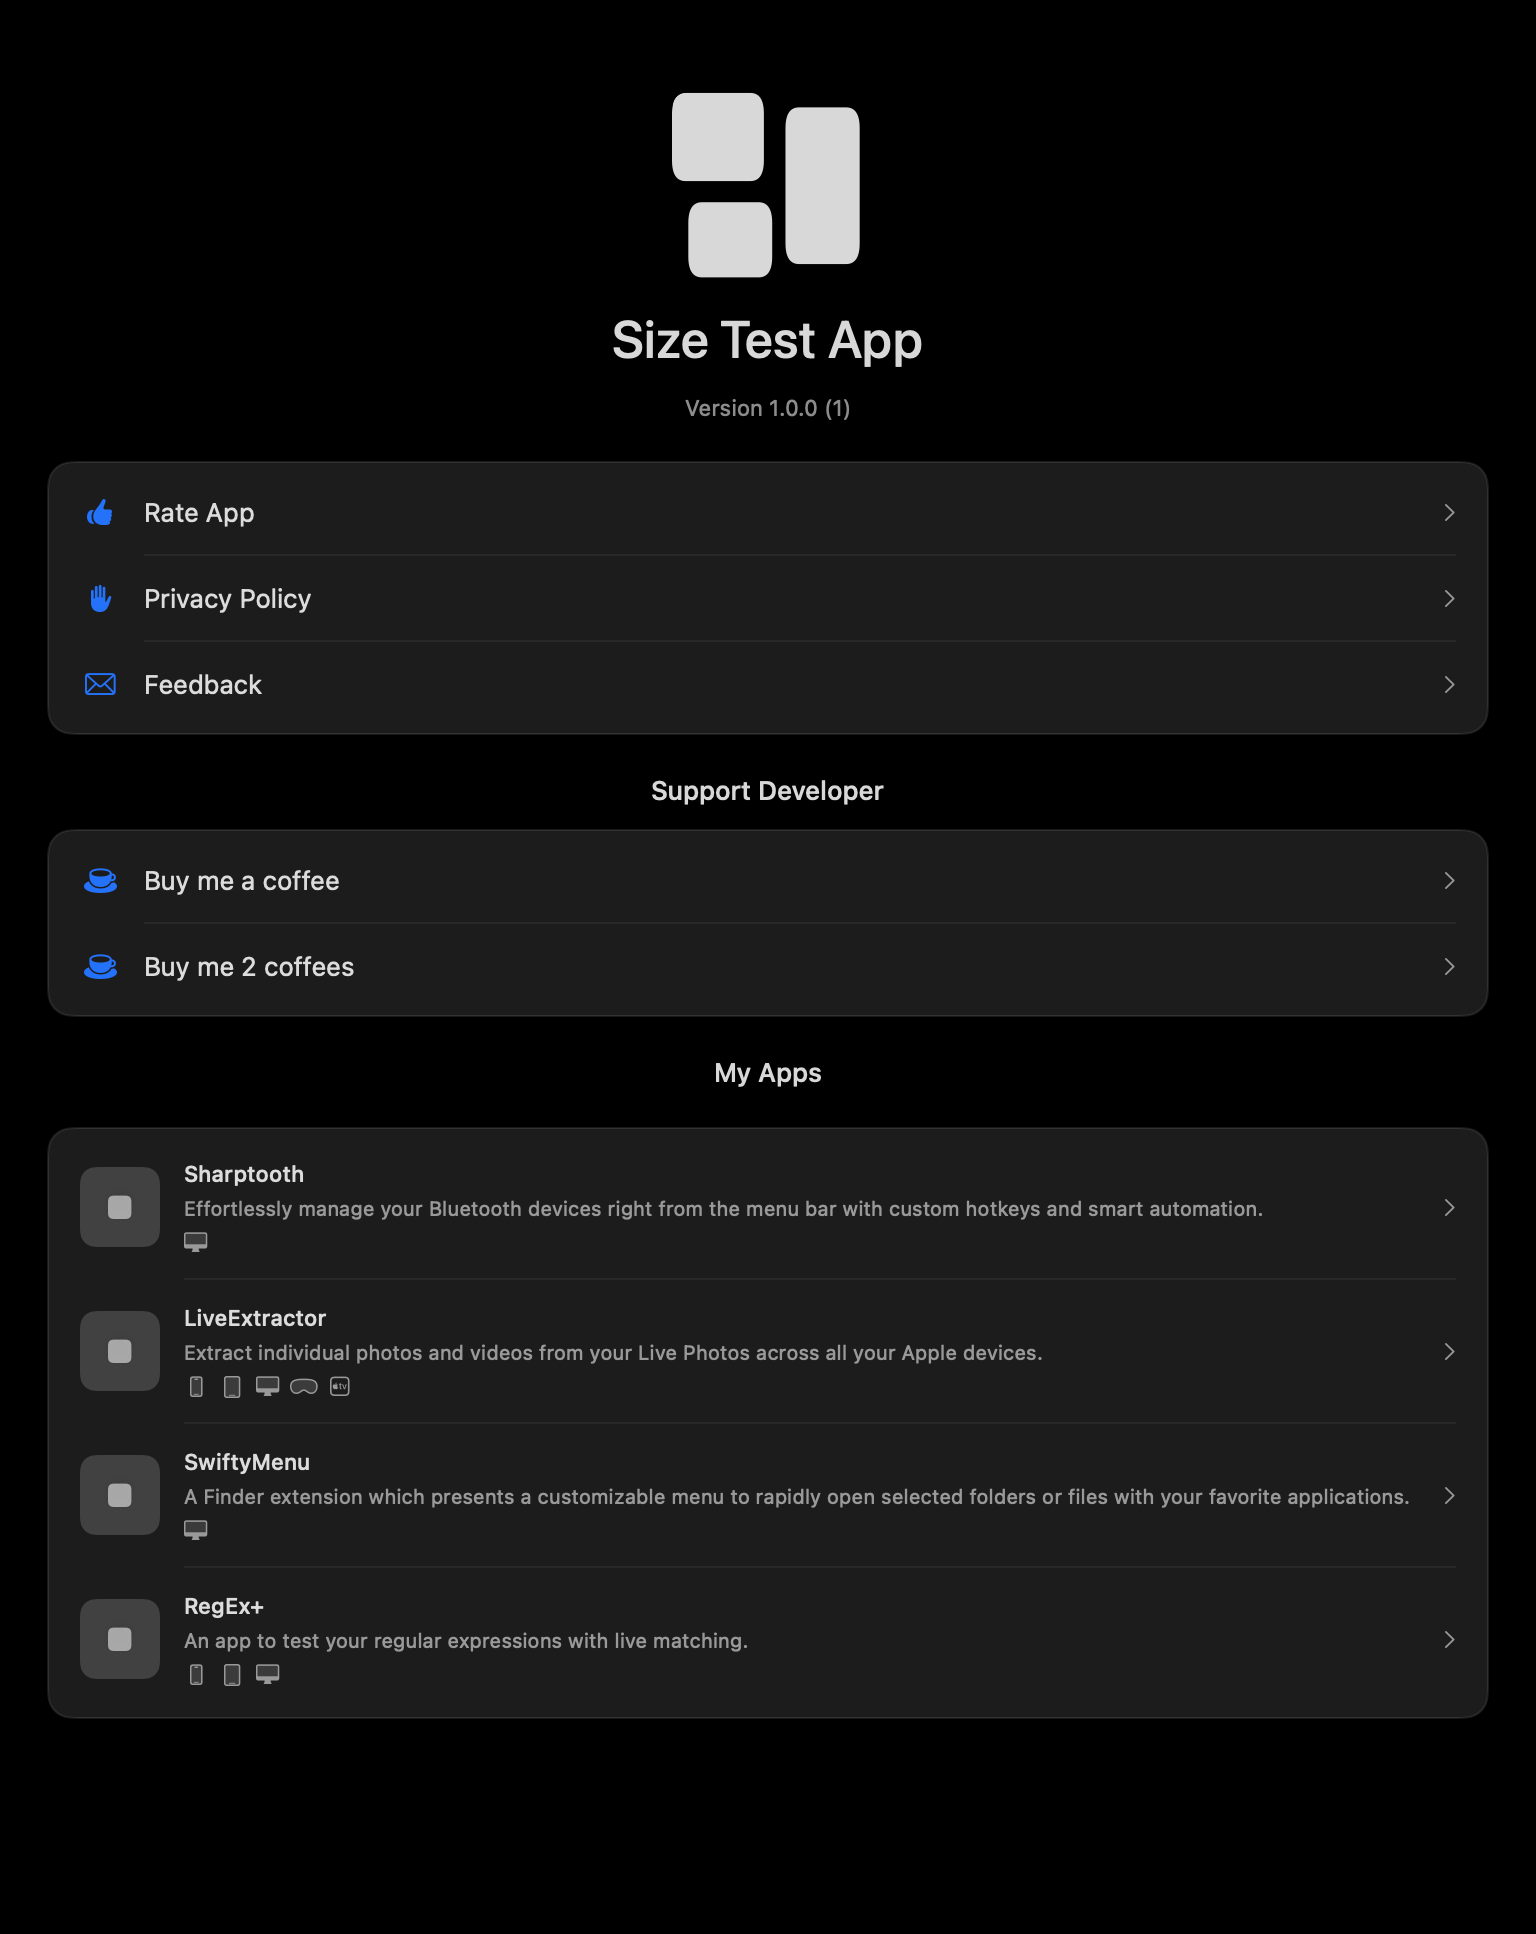 Size Test App
Version 1.0.0 (1)
Rate App
Privacy Policy
Feedback
Support Developer
Buy me a coffee
Buy me 2 coffees
My Apps
Sharptooth
Effortlessly manage your Bluetooth devices right from the menu bar with custom hotkeys and smart automation.
LiveExtractor
Extract individual photos and videos from your Live Photos across all your Apple devices.
tv
SwiftyMenu
A Finder extension which presents a customizable menu to rapidly open selected folders or files with your favorite applications.
RegEx+
An app to test your regular expressions with live matching.